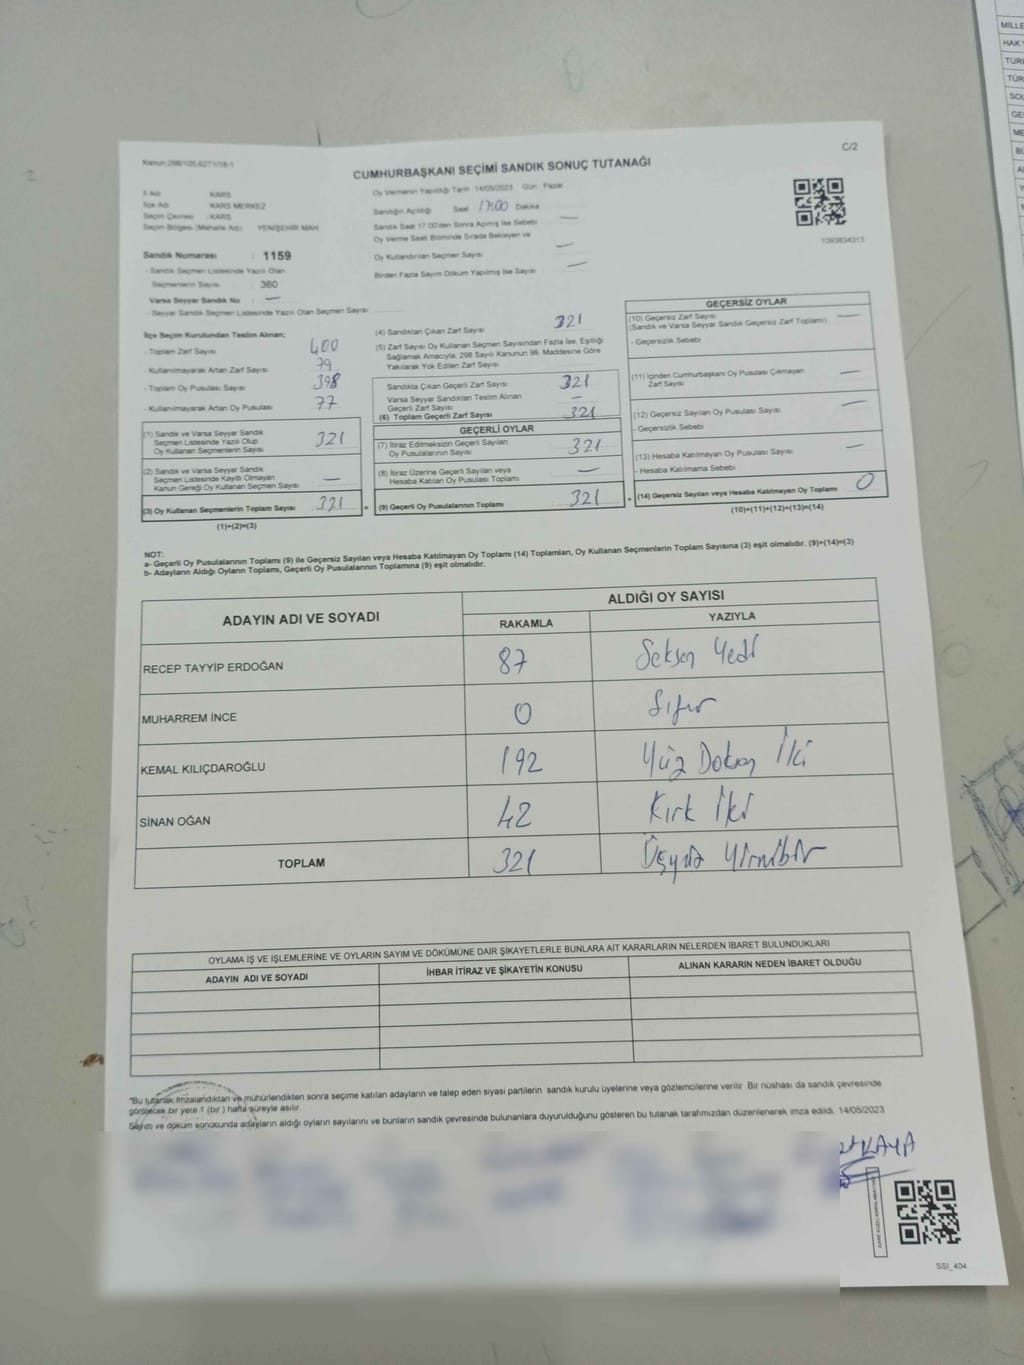 Kanun:298/105,6271/18-1
C/2
CUMHURBAŞKANI SEÇİMİ SANDIK SONUÇ TUTANAĞI
İl Adı KARS
İlçe Adı KARS MERKEZ
Seçim Çevresi : KARS
Seçim Bölgesi (Mahalle Adı) YENİŞEHİR MAH.
Sandık Numarası : 1159
- Sandık Seçmen Listesinde Yazılı Olan
Seçmenlerin Sayısı 360
Varsa Seyyar Sandık No : —
- Seyyar Sandık Seçmen Listesinde Yazılı Olan Seçmen Sayısı
Oy Vermenin Yapıldığı Tarih 14/05/2023 Gün Pazar
Sandığın Açıldığı Saat 17:00 Dakika
Sandık Saat 17.00'den Sonra Açılmış İse Sebebi —
Oy Verme Saati Bitiminde Sırada Bekleyen ve
Oy Kullandırılan Seçmen Sayısı —
Birden Fazla Sayım Döküm Yapılmış İse Sayısı —
1093834313
İlçe Seçim Kurulundan Teslim Alınan;
- Toplam Zarf Sayısı 400
- Kullanılmayarak Artan Zarf Sayısı 79
- Toplam Oy Pusulası Sayısı 398
- Kullanılmayarak Artan Oy Pusulası 77
(1) Sandık ve Varsa Seyyar Sandık
Seçmen Listesinde Yazılı Olup
Oy Kullanan Seçmenlerin Sayısı 321
(2) Sandık ve Varsa Seyyar Sandık
Seçmen Listesinde Kayıtlı Olmayan
Kanun Gereği Oy Kullanan Seçmen Sayısı —
(3) Oy Kullanan Seçmenlerin Toplam Sayısı 321 =
(1)+(2)=(3)
(4) Sandıktan Çıkan Zarf Sayısı 321
(5) Zarf Sayısı Oy Kullanan Seçmen Sayısından Fazla İse, Eşitliği
Sağlamak Amacıyla, 298 Sayılı Kanunun 98. Maddesine Göre
Yakılarak Yok Edilen Zarf Sayısı
Sandıkta Çıkan Geçerli Zarf Sayısı 321
Varsa Seyyar Sandıktan Teslim Alınan
Geçerli Zarf Sayısı —
(6) Toplam Geçerli Zarf Sayısı 321
GEÇERLİ OYLAR
(7) İtiraz Edilmeksizin Geçerli Sayılan
Oy Pusulalarının Sayısı 321
(8) İtiraz Üzerine Geçerli Sayılan veya
Hesaba Katılan Oy Pusulası Toplamı —
(9) Geçerli Oy Pusulalarının Toplamı 321 +
GEÇERSİZ OYLAR
(10) Geçersiz Zarf Sayısı —
(Sandık ve Varsa Seyyar Sandık Geçersiz Zarf Toplamı)
- Geçersizlik Sebebi
(11) İçinden Cumhurbaşkanı Oy Pusulası Çıkmayan
Zarf Sayısı —
(12) Geçersiz Sayılan Oy Pusulası Sayısı —
- Geçersizlik Sebebi
(13) Hesaba Katılmayan Oy Pusulası Sayısı —
- Hesaba Katılmama Sebebi
(14) Geçersiz Sayılan veya Hesaba Katılmayan Oy Toplamı 0
(10)+(11)+(12)+(13)=(14)
NOT:
a- Geçerli Oy Pusulalarının Toplamı (9) ile Geçersiz Sayılan veya Hesaba Katılmayan Oy Toplamı (14) Toplamları, Oy Kullanan Seçmenlerin Toplam Sayısına (3) eşit olmalıdır. (9)+(14)=(3)
b- Adayların Aldığı Oyların Toplamı, Geçerli Oy Pusulalarının Toplamına (9) eşit olmalıdır.
ADAYIN ADI VE SOYADI
ALDIĞI OY SAYISI
RAKAMLA YAZIYLA
RECEP TAYYİP ERDOĞAN 87 Seksen Yedi
MUHARREM İNCE 0 Sıfır
KEMAL KILIÇDAROĞLU 192 Yüz Doksan İki
SİNAN OĞAN 42 Kırk İki
TOPLAM 321 Üçyüz Yirmibir
OYLAMA İŞ VE İŞLEMLERİNE VE OYLARIN SAYIM VE DÖKÜMÜNE DAİR ŞİKAYETLERLE BUNLARA AİT KARARLARIN NELERDEN İBARET BULUNDUKLARI
ADAYIN ADI VE SOYADI İHBAR İTİRAZ VE ŞİKAYETİN KONUSU ALINAN KARARIN NEDEN İBARET OLDUĞU
*Bu tutanak imzalandıktan ve mühürlendikten sonra seçime katılan adayların ve talep eden siyasi partilerin sandık kurulu üyelerine veya gözlemcilerine verilir. Bir nüshası da sandık çevresinde
görülecek bir yere 1 (bir) hafta süreyle asılır.
Sayım ve döküm sonucunda adayların aldığı oyların sayılarını ve bunların sandık çevresinde bulunanlara duyurulduğunu gösteren bu tutanak tarafımızdan düzenlenerek imza edildi. 14/05/2023
KAYA
SSI_404
MİLLE
HAK
TÜR
TÜR
SOL
GE